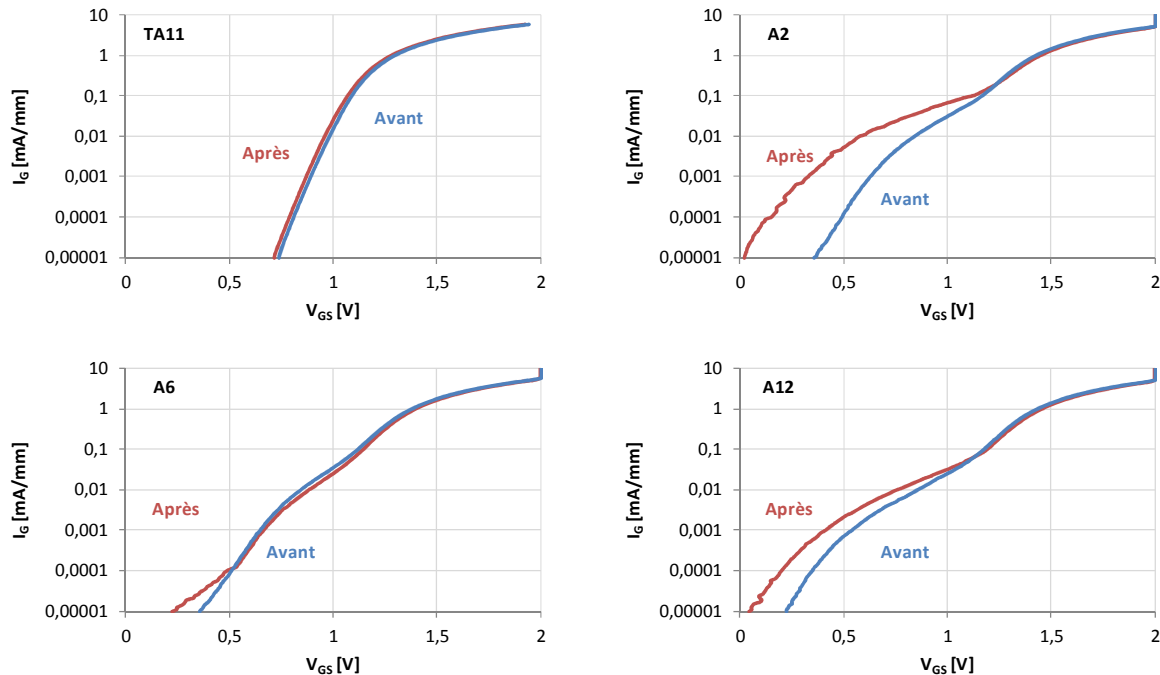 TA11
I_G [mA/mm]
10
1
0,1
0,01
0,001
0,0001
0,00001
Avant
Après
0 0,5 1 1,5 2
V_GS [V]
A2
I_G [mA/mm]
10
1
0,1
0,01
0,001
0,0001
0,00001
Après
Avant
0 0,5 1 1,5 2
V_GS [V]
A6
I_G [mA/mm]
10
1
0,1
0,01
0,001
0,0001
0,00001
Après
Avant
0 0,5 1 1,5 2
V_GS [V]
A12
I_G [mA/mm]
10
1
0,1
0,01
0,001
0,0001
0,00001
Après
Avant
0 0,5 1 1,5 2
V_GS [V]